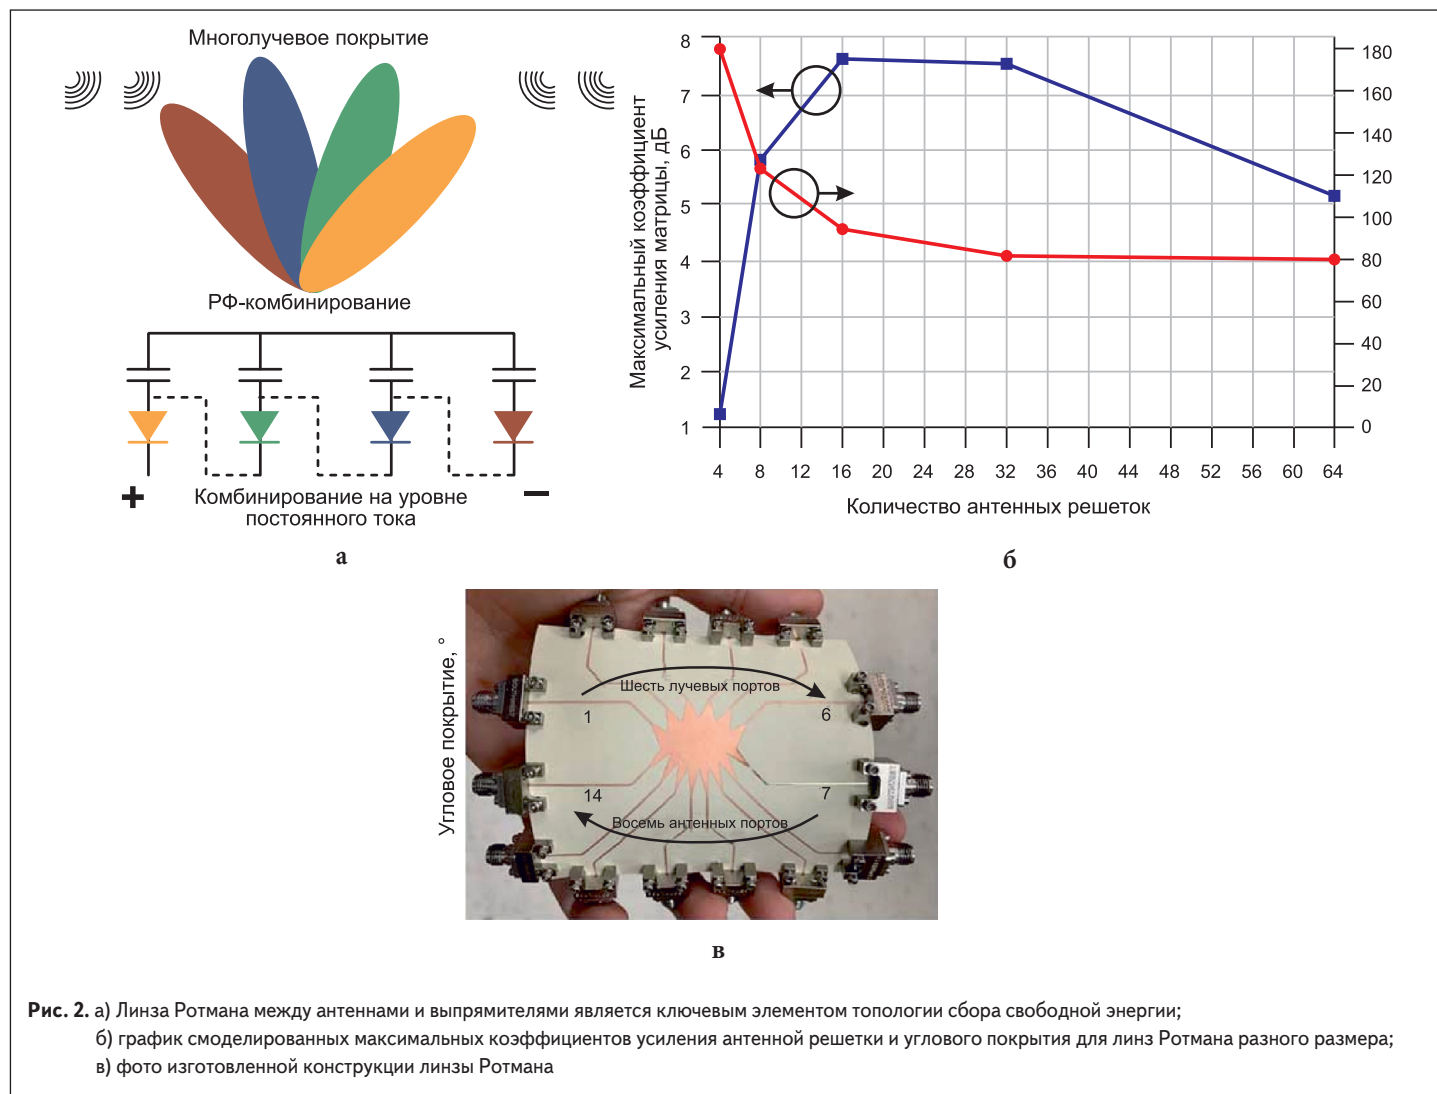 Многолучевое покрытие
РФ-комбинирование
+
Комбинирование на уровне
постоянного тока
−
а
Максимальный коэффициент
усиления матрицы, дБ
8
7
6
5
4
3
2
1
180
160
140
120
100
80
60
40
20
0
4 8 12 16 20 24 28 32 36 40 44 48 52 56 60 64
Количество антенных решеток
б
Угловое покрытие, °
Шесть лучевых портов
1
6
14
7
Восемь антенных портов
в
Рис. 2. а) Линза Ротмана между антеннами и выпрямителями является ключевым элементом топологии сбора свободной энергии;
б) график смоделированных максимальных коэффициентов усиления антенной решетки и углового покрытия для линз Ротмана разного размера;
в) фото изготовленной конструкции линзы Ротмана